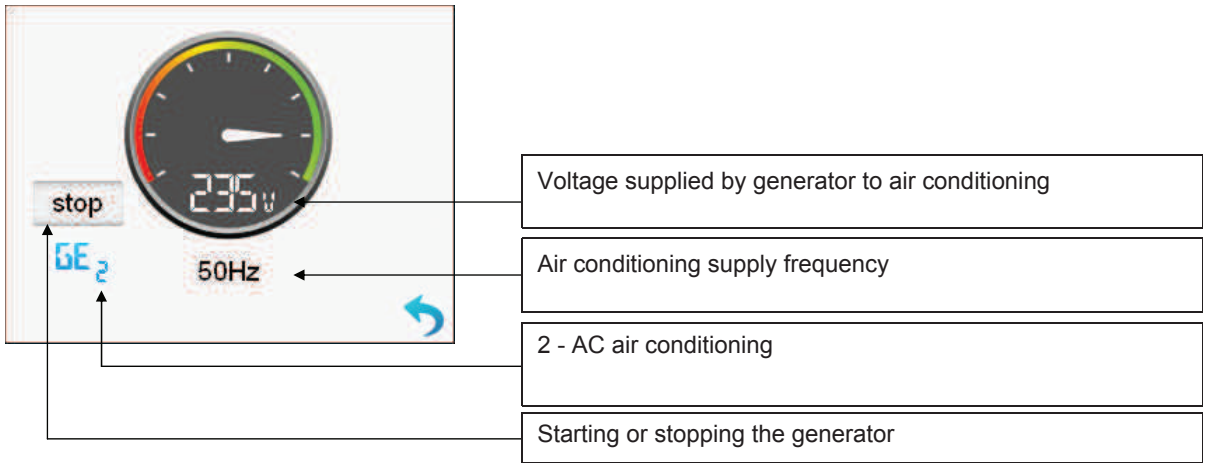 235V
stop
GE 2
50Hz
Voltage supplied by generator to air conditioning
Air conditioning supply frequency
2 - AC air conditioning
Starting or stopping the generator